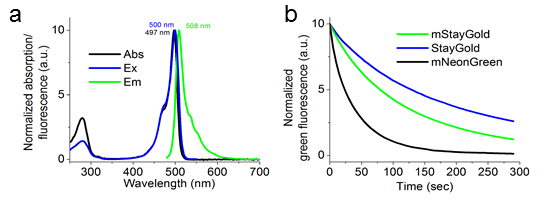 a
Normalized absorption/
fluorescence (a.u.)
10
5
0
500 nm
497 nm
508 nm
Abs
Ex
Em
300 400 500 600 700
Wavelength (nm)
b
Normalized
green fluorescence (a.u.)
10
5
0
mStayGold
StayGold
mNeonGreen
0 50 100 150 200 250 300
Time (sec)